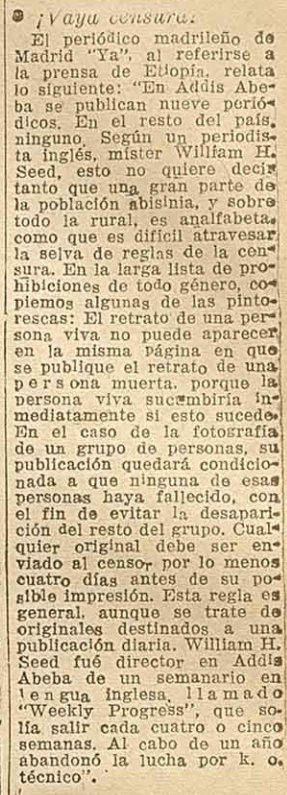 ¡Vaya censura!
El periódico madrileño de
Madrid "Ya", al referirse a
la prensa de Etiopía, relata
lo siguiente: "En Addis Abe-
ba se publican nueve perió-
dicos. En el resto del país,
ninguno. Según un periodis-
ta inglés, míster William H.
Seed, esto no quiere decir
tanto que una gran parte de
la población abisinia, y sobre
todo la rural, es analfabeta,
como que es difícil atravesar
la selva de reglas de la cen-
sura. En la larga lista de pro-
hibiciones de todo género, co-
piemos algunas de las pinto-
rescas: El retrato de una per-
sona viva no puede aparecer
en la misma página en que
se publique el retrato de una
persona muerta. porque la
persona viva sucumbiría in-
mediatamente si esto sucede.
En el caso de la fotografía
de un grupo de personas, su
publicación quedará condicio-
nada a que ninguna de esas
personas haya fallecido, con
el fin de evitar la desapari-
ción del resto del grupo. Cual-
quier original debe ser en-
viado al censor por lo menos
cuatro días antes de su po-
sible impresión. Esta regla es
general, aunque se trate de
originales destinados a una
publicación diaria. William H.
Seed fué director en Addis
Abeba de un semanario en
lengua inglesa, llamado
"Weekly Progress", que so-
lía salir cada cuatro o cinco
semanas. Al cabo de un año
abandonó la lucha por k. o.
técnico".